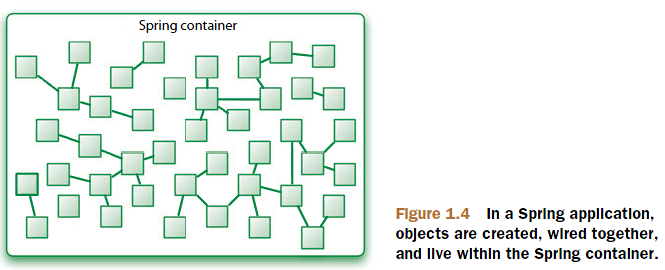 Spring container
Figure 1.4 In a Spring application,
objects are created, wired together,
and live within the Spring container.